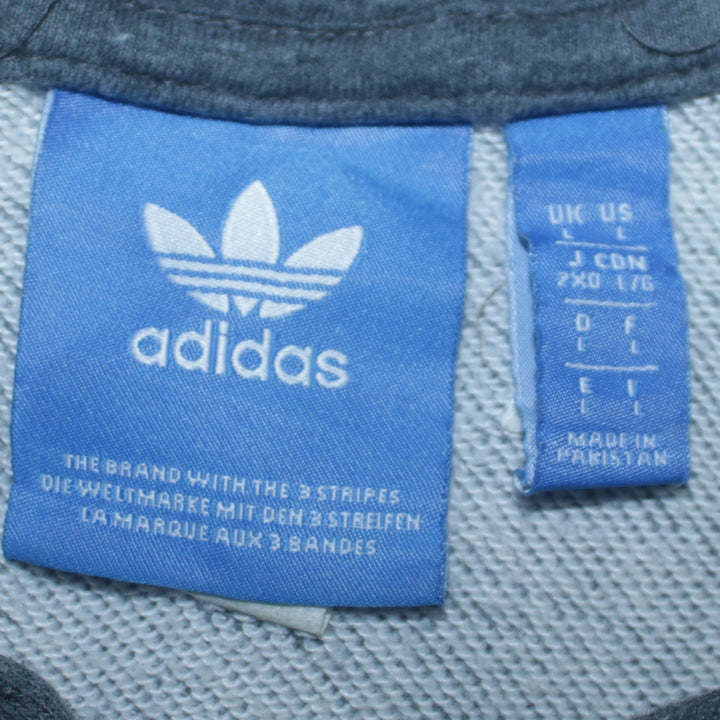 adidas
THE BRAND WITH THE 3 STRIPES
DIE WELTMARKE MIT DEN 3 STREIFEN
LA MARQUE AUX 3 BANDES
UK US
L L
J CDN
2XO L/G
D F
L L
E I
L L
MADE IN
PAKISTAN